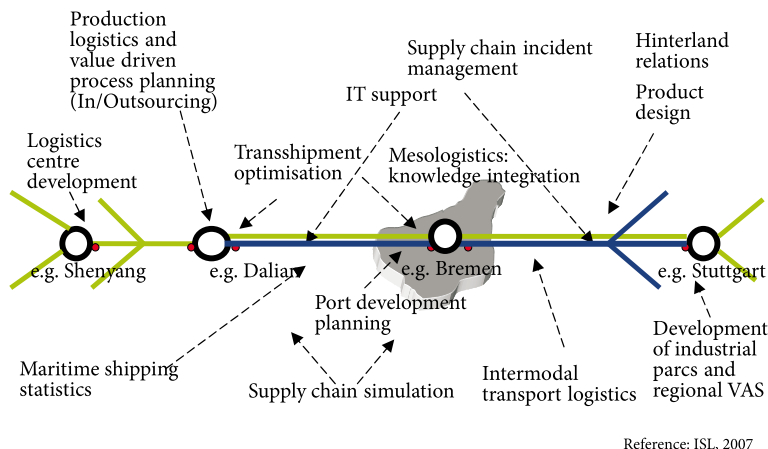 Production
logistics and
value driven
process planning
(In/Outsourcing)
Supply chain incident
management
Hinterland
relations
IT support
Product
design
Logistics
centre
development
Transshipment
optimisation
Mesologistics:
knowledge integration
e.g. Shenyang
e.g. Dalian
e.g. Bremen
e.g. Stuttgart
Port development
planning
Maritime shipping
statistics
Supply chain simulation
Intermodal
transport logistics
Development
of industrial
parcs and
regional VAS
Reference: ISL, 2007